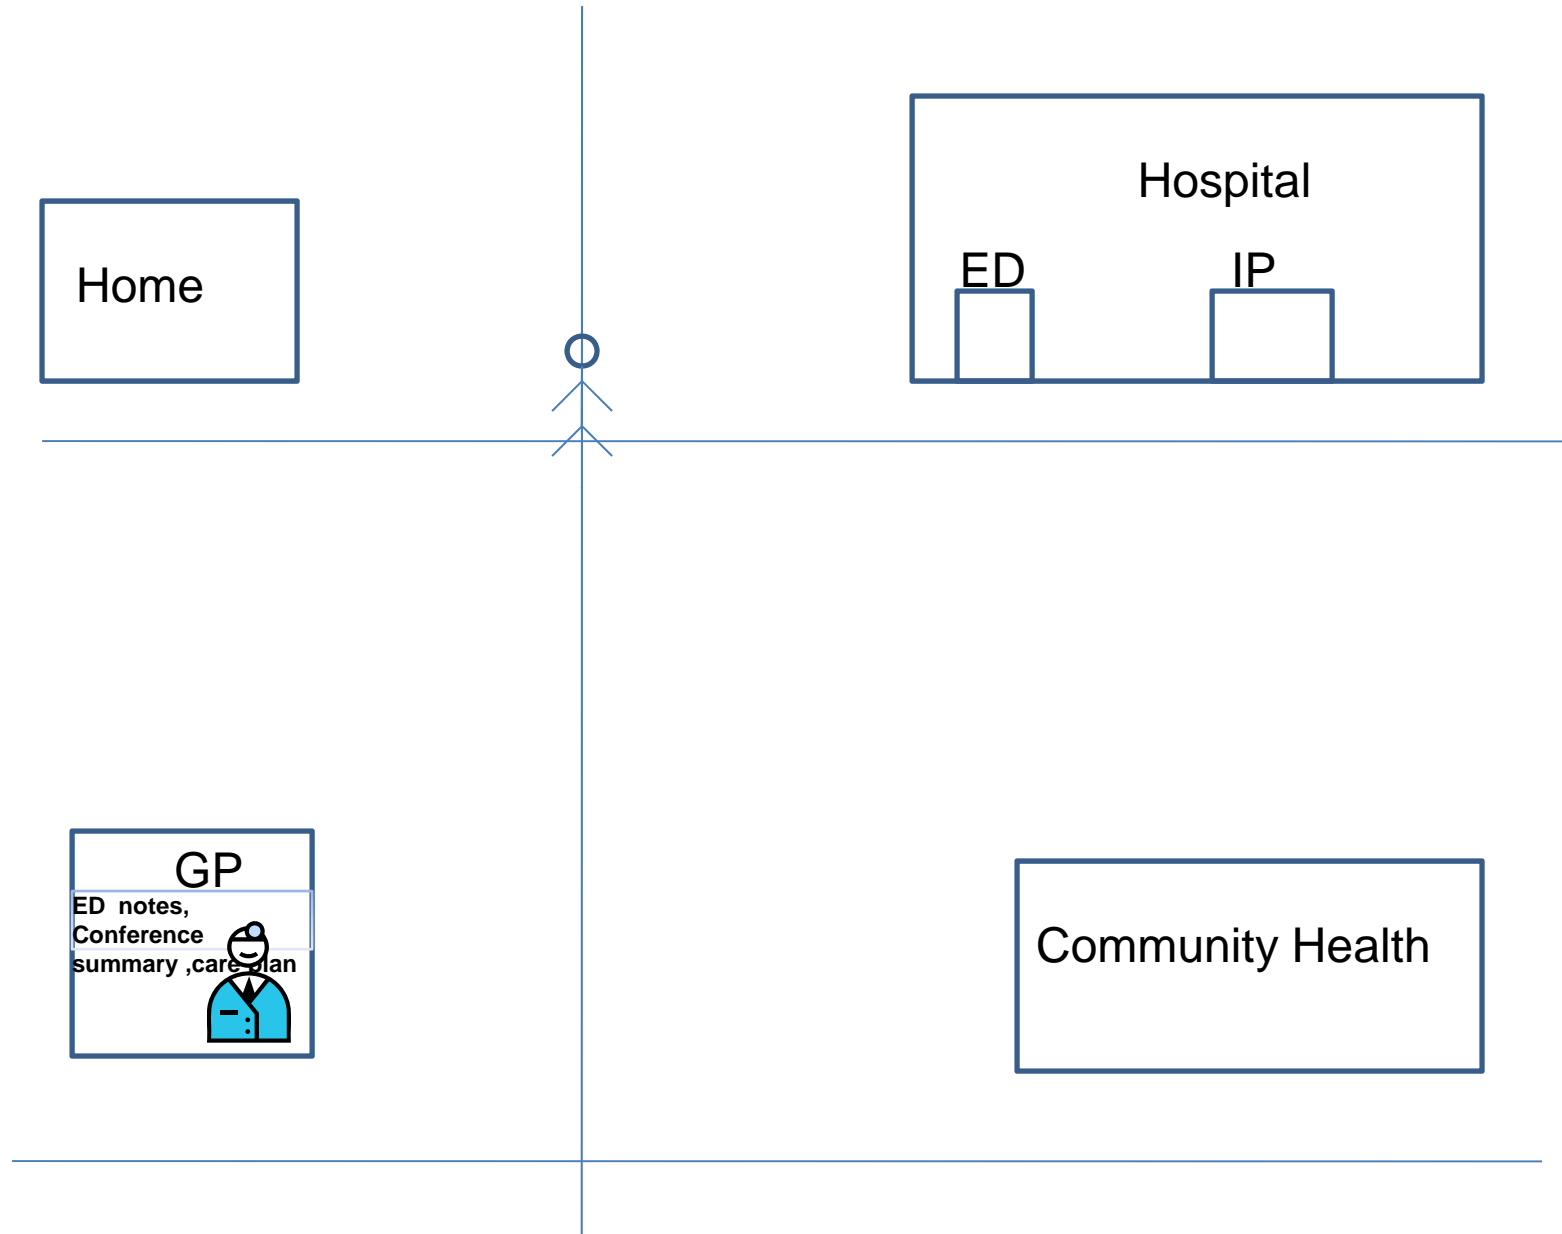 Hospital
ED
IP
Home
GP
ED notes,
Conference
summary ,care plan
Community Health